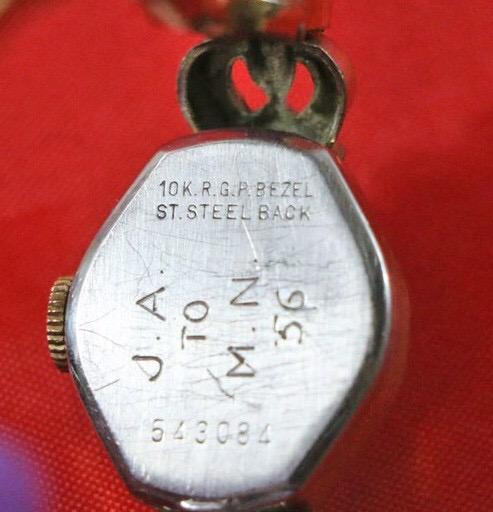 10K.R.G.P.BEZEL
ST.STEEL BACK
J.A.
TO
M.N.
56
543084